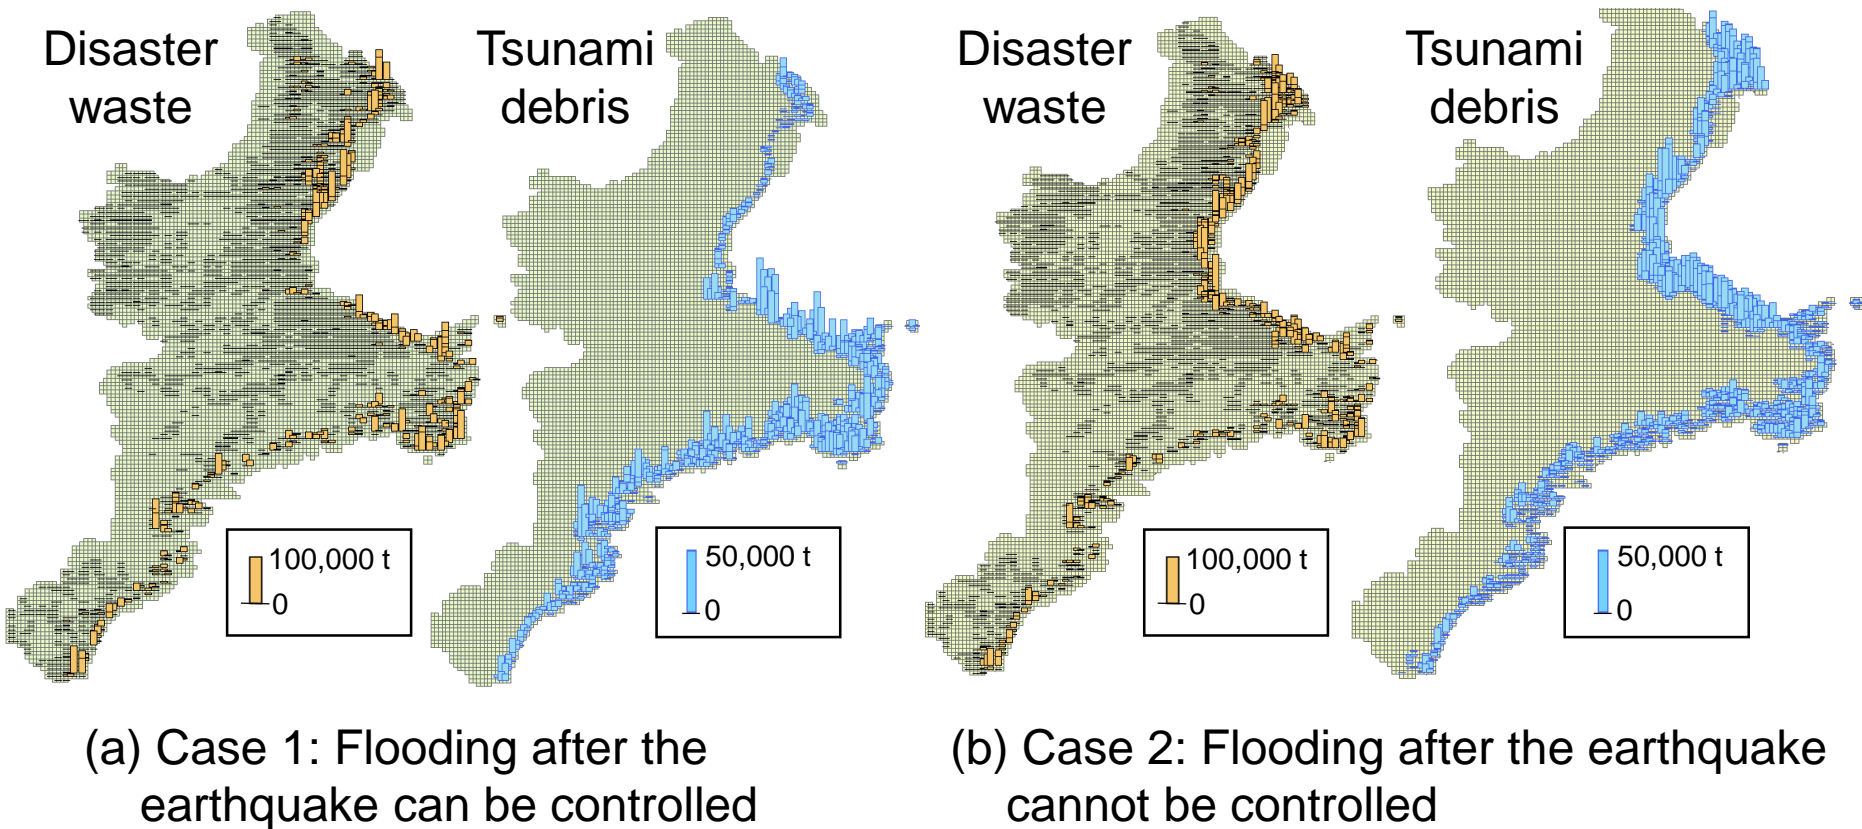 Disaster
waste
Tsunami
debris
Disaster
waste
Tsunami
debris
100,000 t
0
50,000 t
0
100,000 t
0
50,000 t
0
(a) Case 1: Flooding after the
earthquake can be controlled
(b) Case 2: Flooding after the earthquake
cannot be controlled